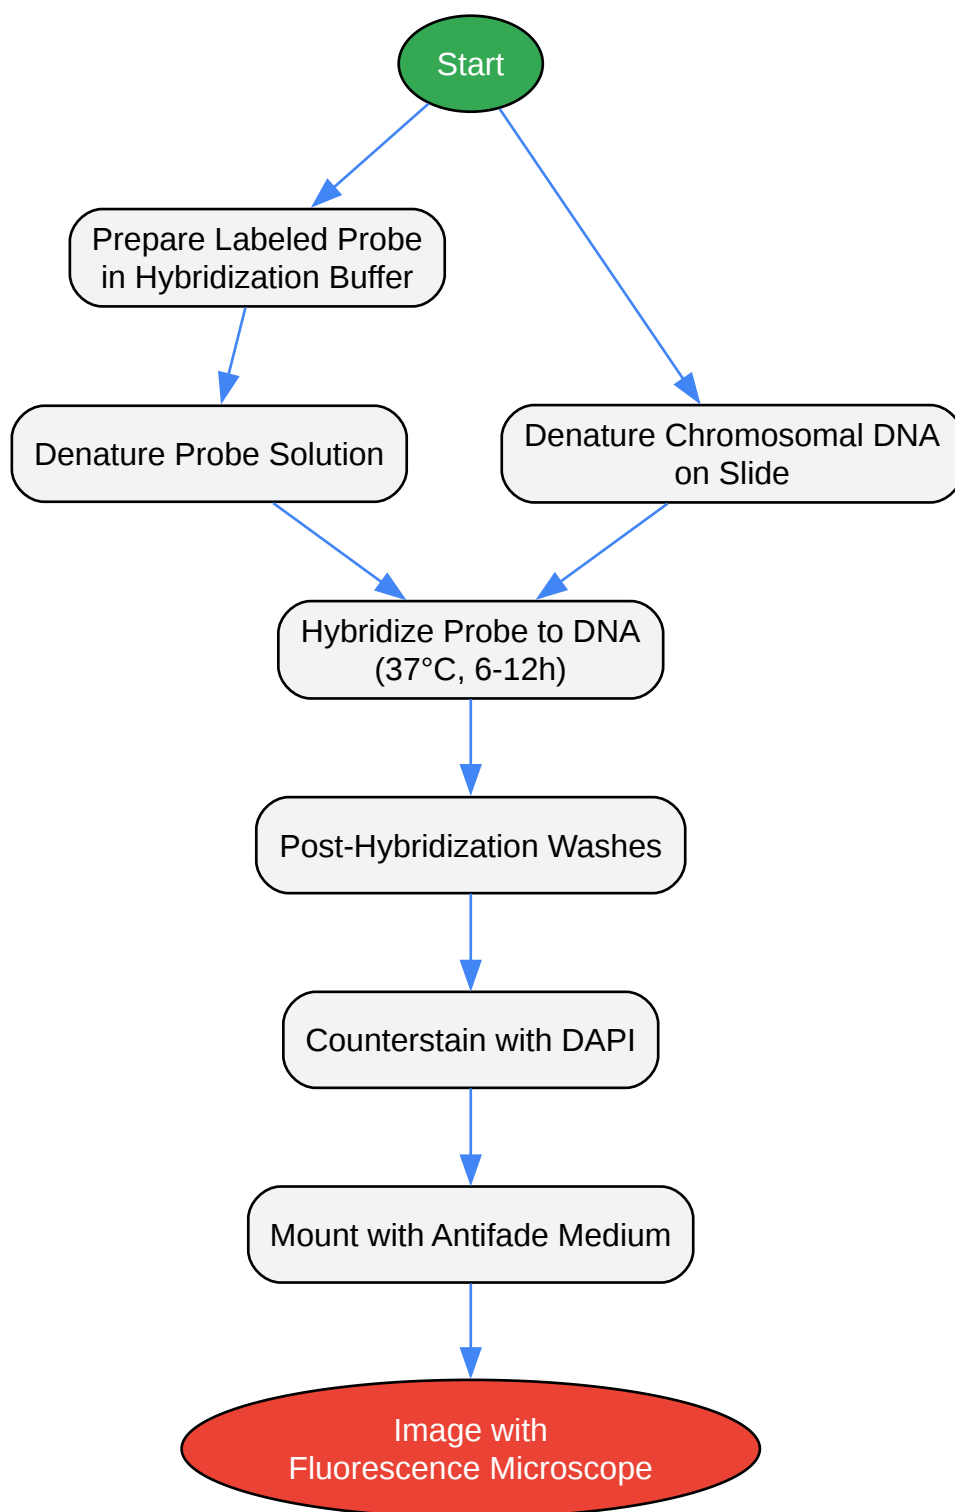 Start
Prepare Labeled Probe
in Hybridization Buffer
Denature Probe Solution
Denature Chromosomal DNA
on Slide
Hybridize Probe to DNA
(37°C, 6-12h)
Post-Hybridization Washes
Counterstain with DAPI
Mount with Antifade Medium
Image with
Fluorescence Microscope